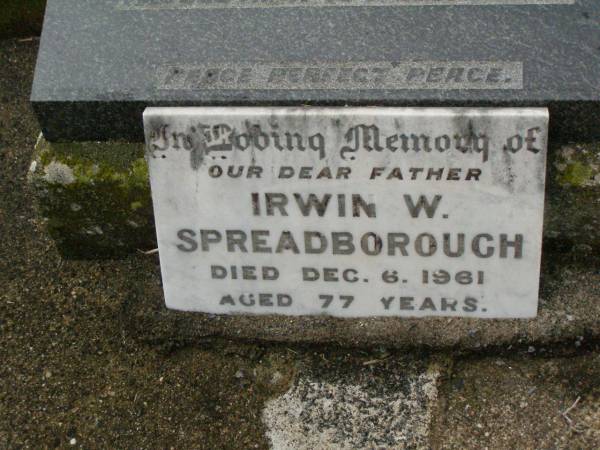 PEACE PERFECT PEACE.
In Loving Memory of
OUR DEAR FATHER
IRWIN W.
SPREADBOROUGH
DIED DEC. 6. 1961
AGED 77 YEARS.